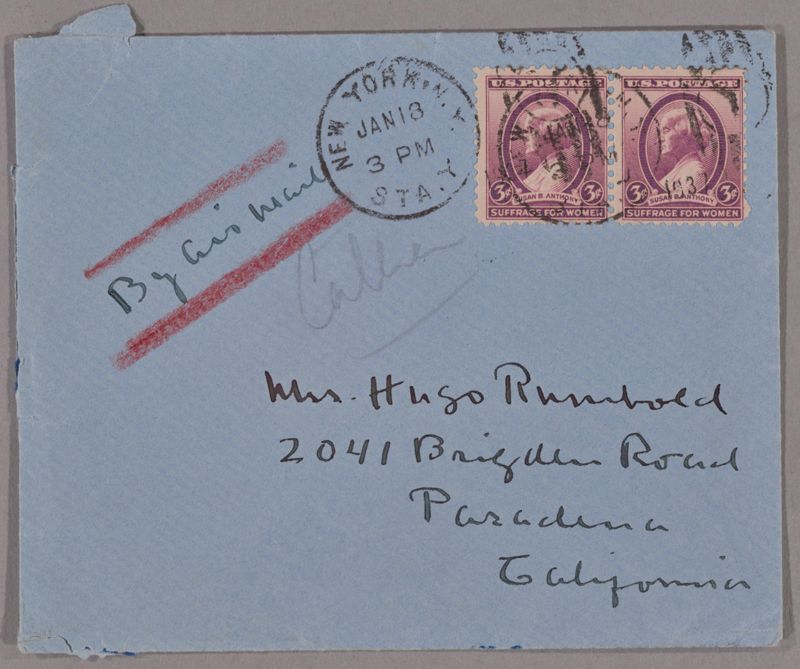 NEW YORK, N.Y.
JAN 18
3 PM
STA. Y
U.S. POSTAGE
3¢ 3¢
SUSAN B. ANTHONY
SUFFRAGE FOR WOMEN
U.S. POSTAGE
1937
3¢ 3¢
SUSAN B. ANTHONY
SUFFRAGE FOR WOMEN
By Air Mail
Mrs. Hugo Rumbold
2041 Brigden Road
Pasadena
California